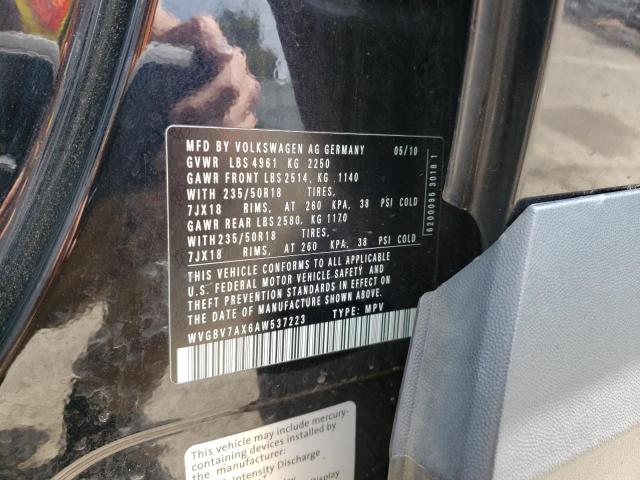 MFD BY VOLKSWAGEN AG GERMANY 05/10
GVWR LBS 4961 KG 2250
GAWR FRONT LBS 2514, KG 1140
WITH 235/50R18 TIRES,
7JX18 RIMS, AT 260 KPA, 38 PSI COLD
GAWR REAR LBS 2580, KG 1170
WITH 235/50R18 TIRES,
7JX18 RIMS, AT 260 KPA, 38 PSI COLD
THIS VEHICLE CONFORMS TO ALL APPLICABLE
U.S. FEDERAL MOTOR VEHICLE SAFETY AND
THEFT PREVENTION STANDARDS IN EFFECT ON
THE DATE OF MANUFACTURE SHOWN ABOVE.
WVGBV7AX6AW537223 TYPE: MPV
6200095 3018 1
This vehicle may include mercury-
containing devices installed by
the manufacturer:
Intensity Discharge
Display